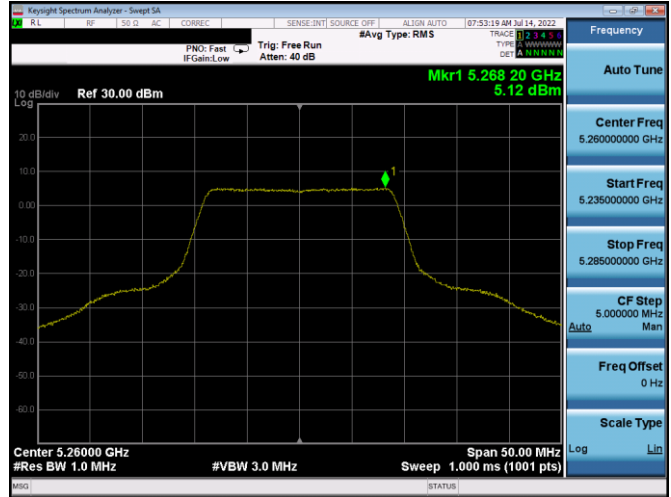 Keysight Spectrum Analyzer - Swept SA
RL RF 50 Ω AC CORREC SENSE:INT SOURCE OFF ALIGN AUTO 07:53:19 AM Jul 14, 2022
#Avg Type: RMS
TRACE 1 2 3 4 5 6
TYPE A WWWWW
DET A N N N N N
PNO: Fast Trig: Free Run
IFGain:Low Atten: 40 dB
Mkr1 5.268 20 GHz
5.12 dBm
10 dB/div Ref 30.00 dBm
Log
20.0
10.0
0.00
-10.0
-20.0
-30.0
-40.0
-50.0
-60.0
1
Center 5.26000 GHz Span 50.00 MHz
#Res BW 1.0 MHz #VBW 3.0 MHz Sweep 1.000 ms (1001 pts)
MSG STATUS
Frequency
Auto Tune
Center Freq
5.260000000 GHz
Start Freq
5.235000000 GHz
Stop Freq
5.285000000 GHz
CF Step
5.000000 MHz
Auto Man
Freq Offset
0 Hz
Scale Type
Log Lin